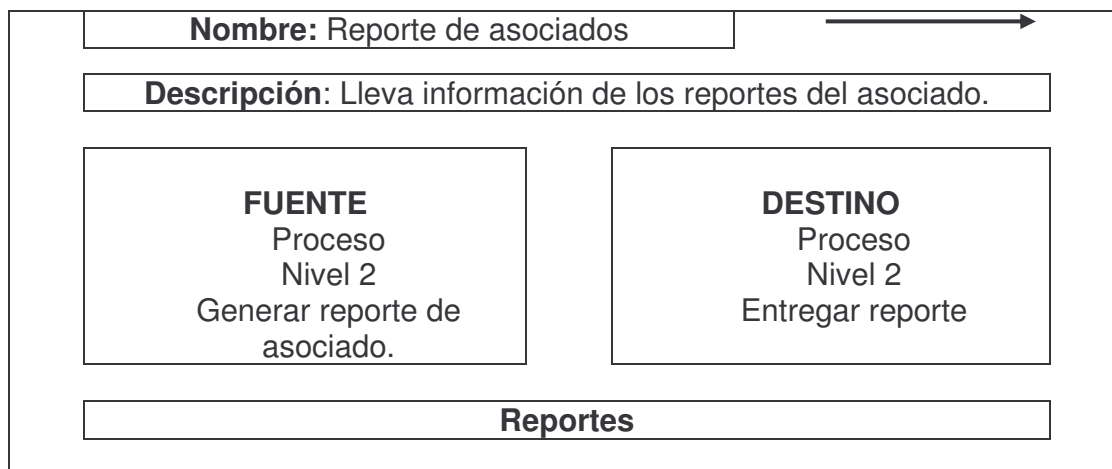 Nombre: Reporte de asociados
Descripción: Lleva información de los reportes del asociado.
FUENTE
Proceso
Nivel 2
Generar reporte de
asociado.
DESTINO
Proceso
Nivel 2
Entregar reporte
Reportes